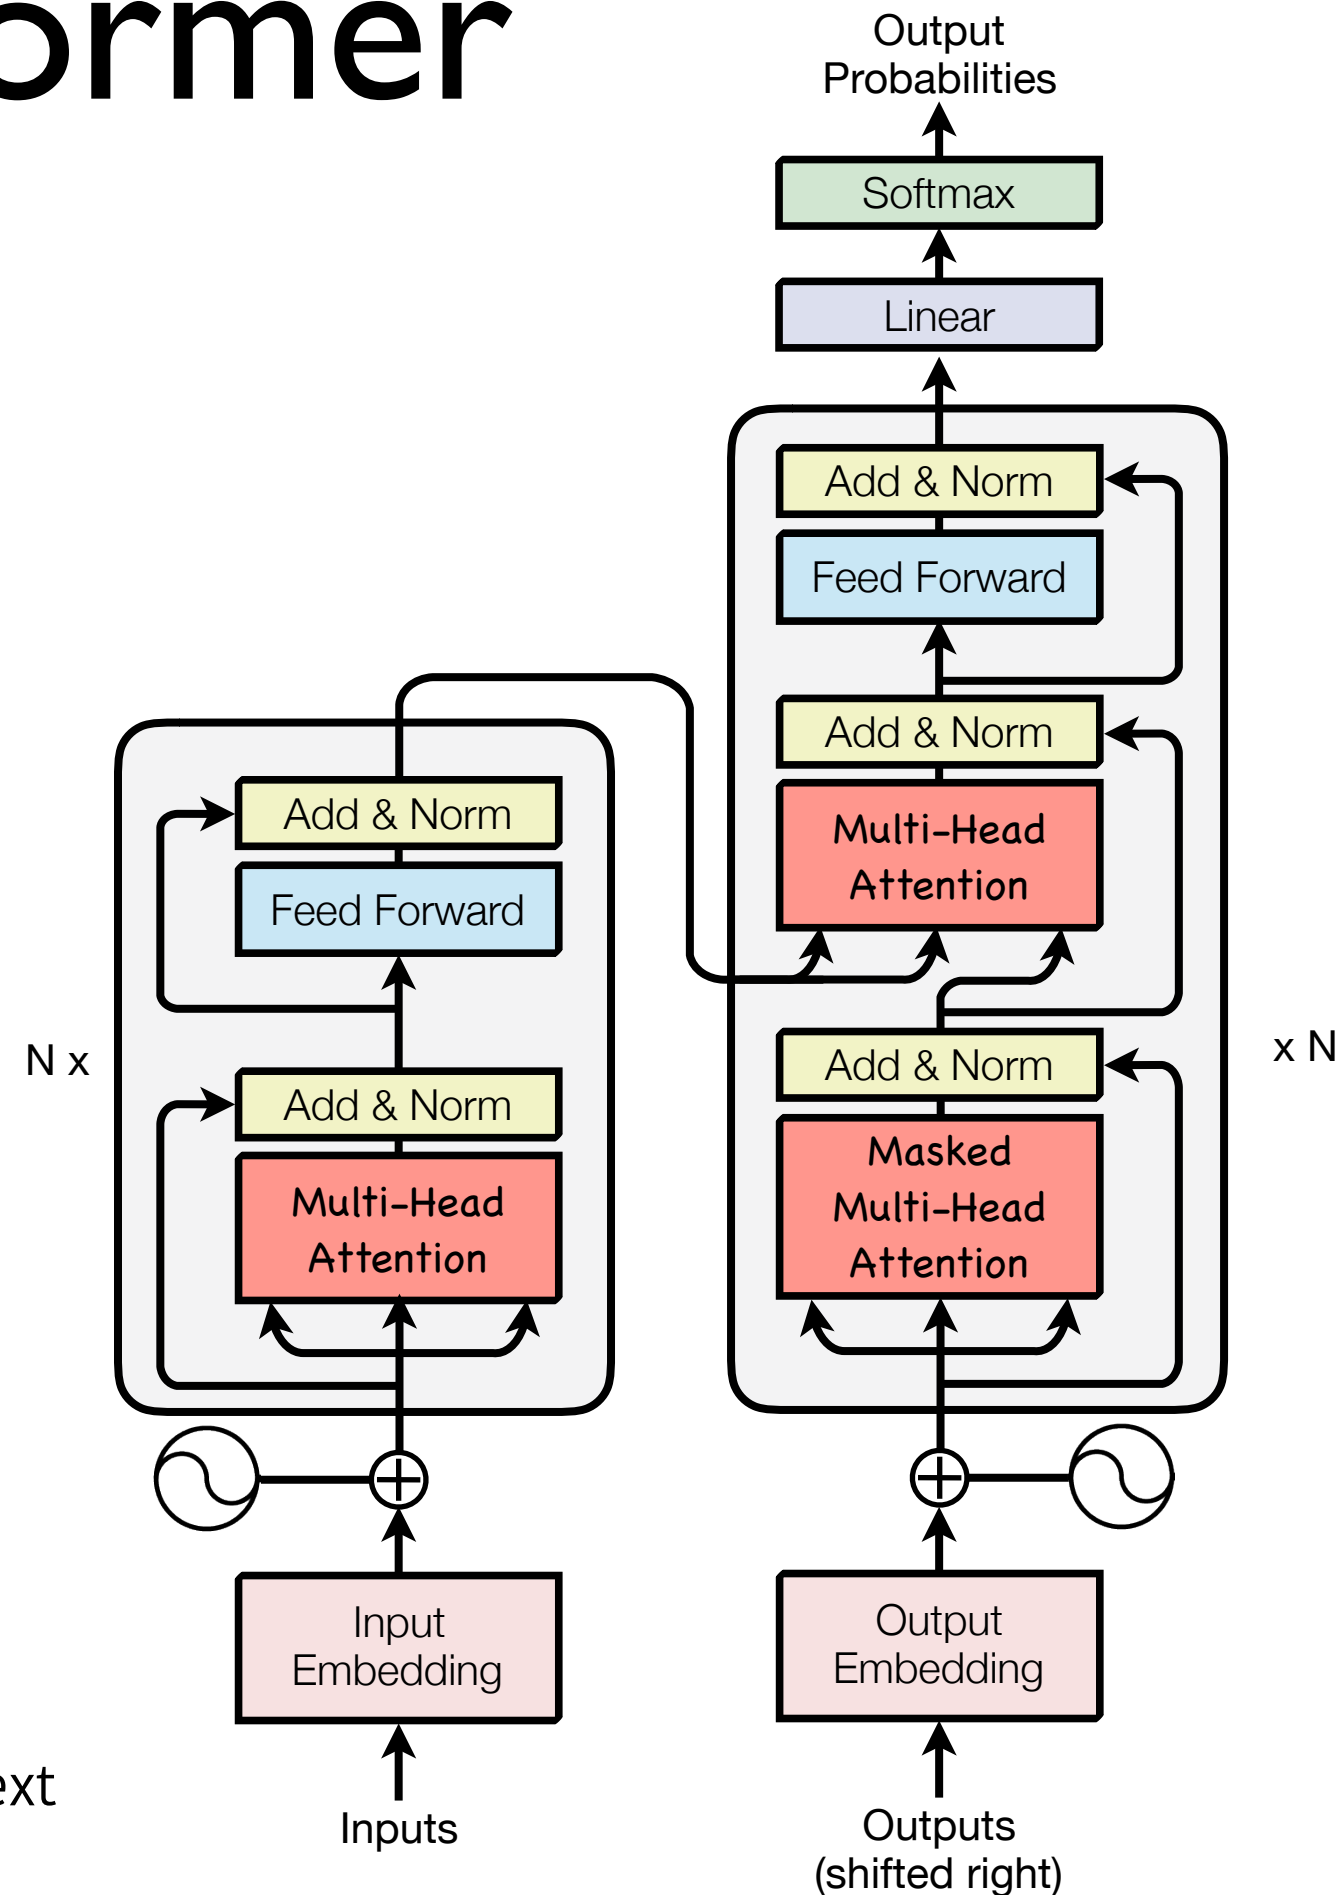 ormer
Output
Probabilities
Softmax
Linear
Add & Norm
Feed Forward
Add & Norm
Multi-Head
Attention
Add & Norm
Masked
Multi-Head
Attention
x N
Add & Norm
Feed Forward
N x
Add & Norm
Multi-Head
Attention
Input
Embedding
Output
Embedding
ext
Inputs
Outputs
(shifted right)